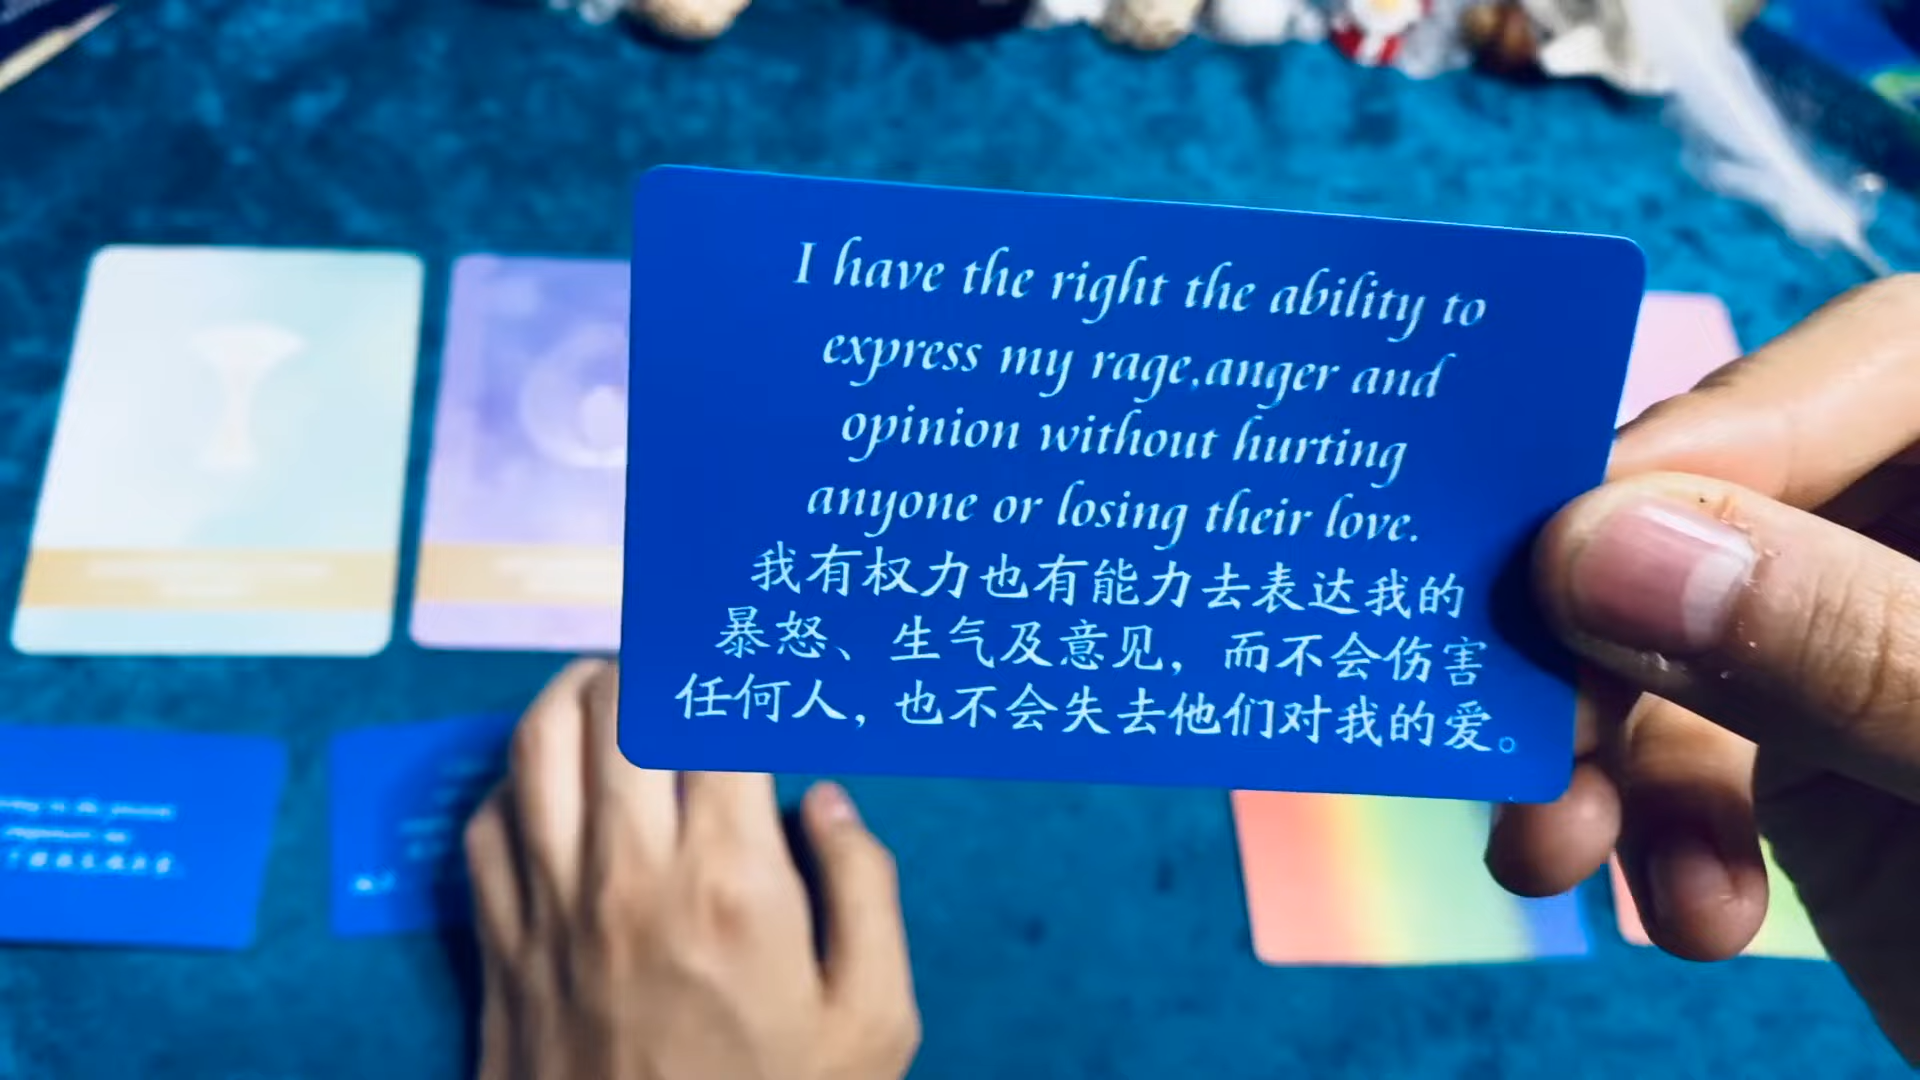 I have the right the ability to
express my rage,anger and
opinion without hurting
anyone or losing their love.
我有权力也有能力去表达我的
暴怒、生气及意见，而不会伤害
任何人，也不会失去他们对我的爱。